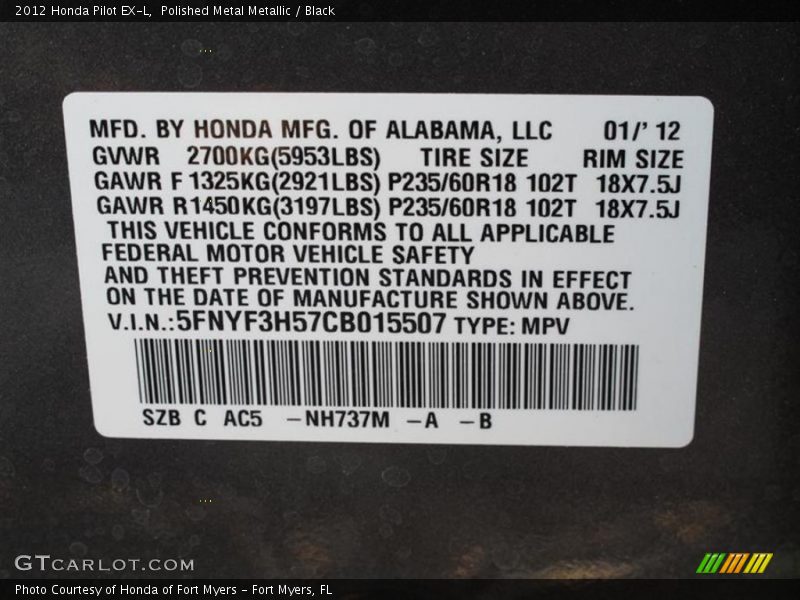 2012 Honda Pilot EX-L, Polished Metal Metallic / Black
MFD. BY HONDA MFG. OF ALABAMA, LLC 01/' 12
GVWR 2700KG(5953LBS) TIRE SIZE RIM SIZE
GAWR F 1325KG(2921LBS) P235/60R18 102T 18X7.5J
GAWR R1450KG(3197LBS) P235/60R18 102T 18X7.5J
THIS VEHICLE CONFORMS TO ALL APPLICABLE
FEDERAL MOTOR VEHICLE SAFETY
AND THEFT PREVENTION STANDARDS IN EFFECT
ON THE DATE OF MANUFACTURE SHOWN ABOVE.
V.I.N.:5FNYF3H57CB015507 TYPE: MPV
SZB C AC5 -NH737M -A -B
GTCARLOT.COM
Photo Courtesy of Honda of Fort Myers - Fort Myers, FL